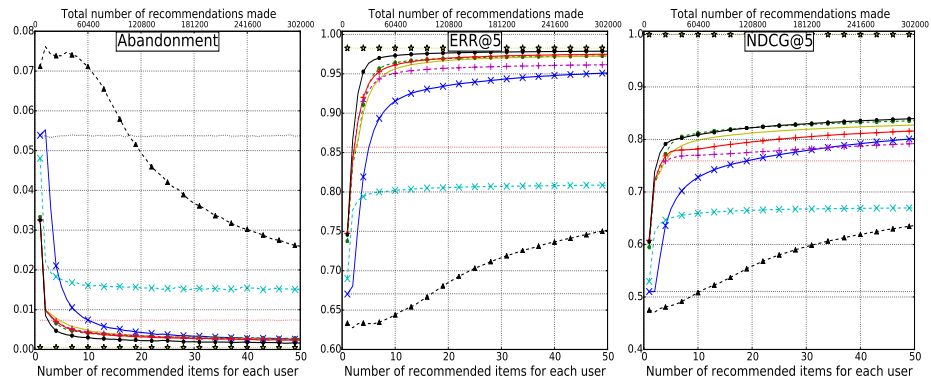 Total number of recommendations made Total number of recommendations made Total number of recommendations made
0 60400 120800 181200 241600 302000 0 60400 120800 181200 241600 302000 0 60400 120800 181200 241600 302000
Abandonment ERR@5 NDCG@5
0.08
0.07
0.06
0.05
0.04
0.03
0.02
0.01
0.00
0 10 20 30 40 50
Number of recommended items for each user
1.00
0.95
0.90
0.85
0.80
0.75
0.70
0.65
0.60
0 10 20 30 40 50
Number of recommended items for each user
1.0
0.9
0.8
0.7
0.6
0.5
0.4
0 10 20 30 40 50
Number of recommended items for each user